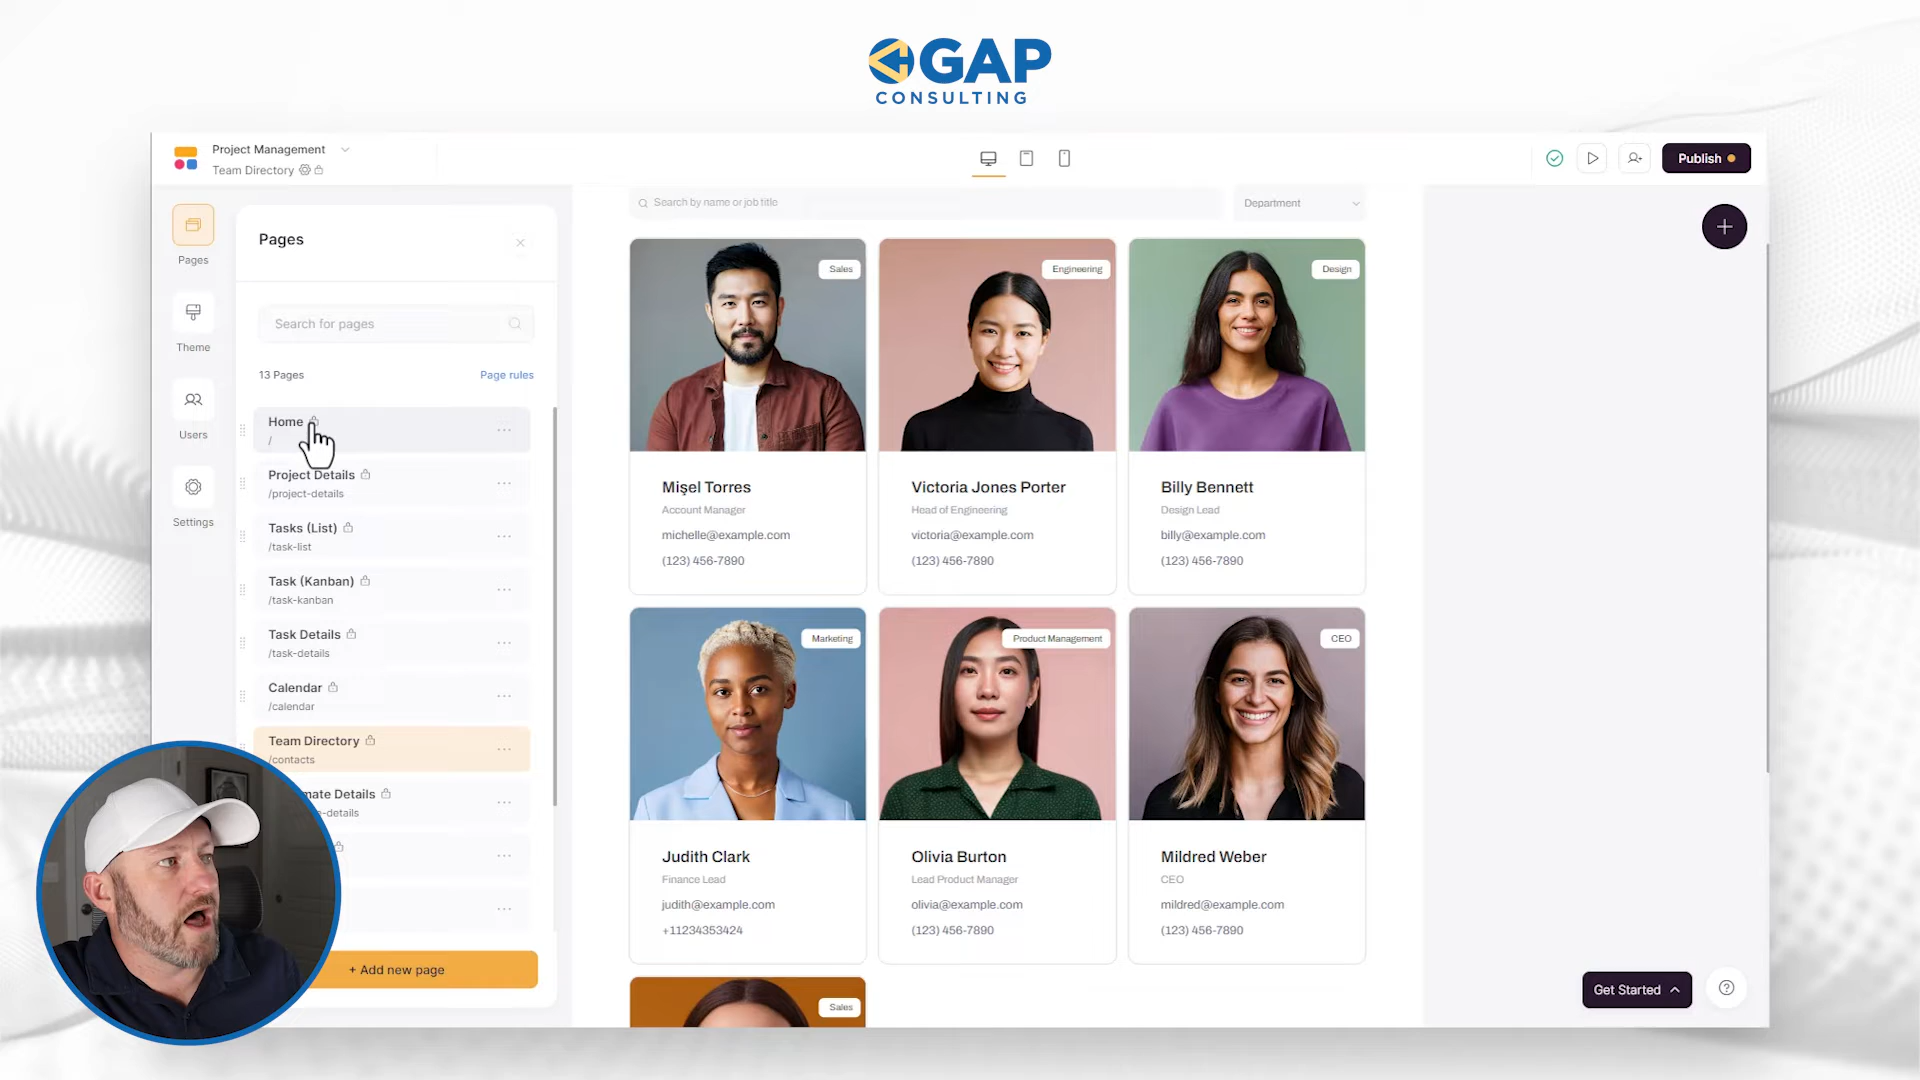 GAP
CONSULTING
Project Management
Team Directory
Publish
Pages
Theme
Users
Settings
Pages
Search for pages
13 Pages
Page rules
Home
/
Project Details
/project-details
Tasks (List)
/task-list
Task (Kanban)
/task-kanban
Task Details
/task-details
Calendar
/calendar
Team Directory
/contacts
mate Details
-details
+ Add new page
Search by name or job title
Department
Sales
Mişel Torres
Account Manager
michelle@example.com
(123) 456-7890
Engineering
Victoria Jones Porter
Head of Engineering
victoria@example.com
(123) 456-7890
Design
Billy Bennett
Design Lead
billy@example.com
(123) 456-7890
Marketing
Judith Clark
Finance Lead
judith@example.com
+11234353424
Product Management
Olivia Burton
Lead Product Manager
olivia@example.com
(123) 456-7890
CEO
Mildred Weber
CEO
mildred@example.com
(123) 456-7890
Sales
Get Started